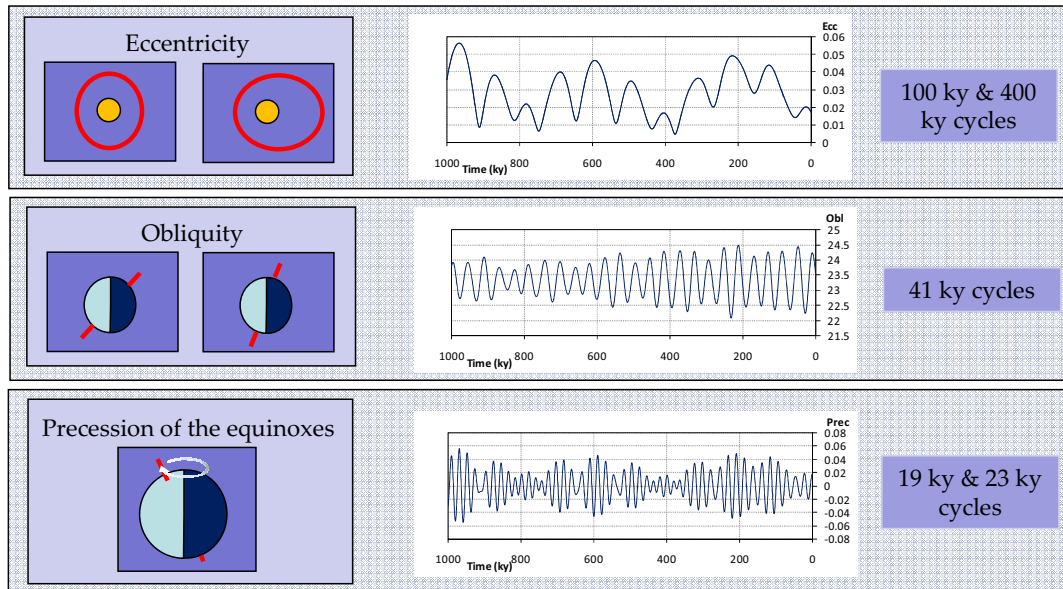 Eccentricity
Ecc
0.06
0.05
0.04
0.03
0.02
0.01
0
1000 800 600 400 200 0
Time (ky)
100 ky & 400
ky cycles
Obliquity
Obl
25
24.5
24
23.5
23
22.5
22
21.5
1000 800 600 400 200 0
Time (ky)
41 ky cycles
Precession of the equinoxes
Prec
0.08
0.06
0.04
0.02
0
-0.02
-0.04
-0.06
-0.08
1000 800 600 400 200 0
Time (ky)
19 ky & 23 ky
cycles